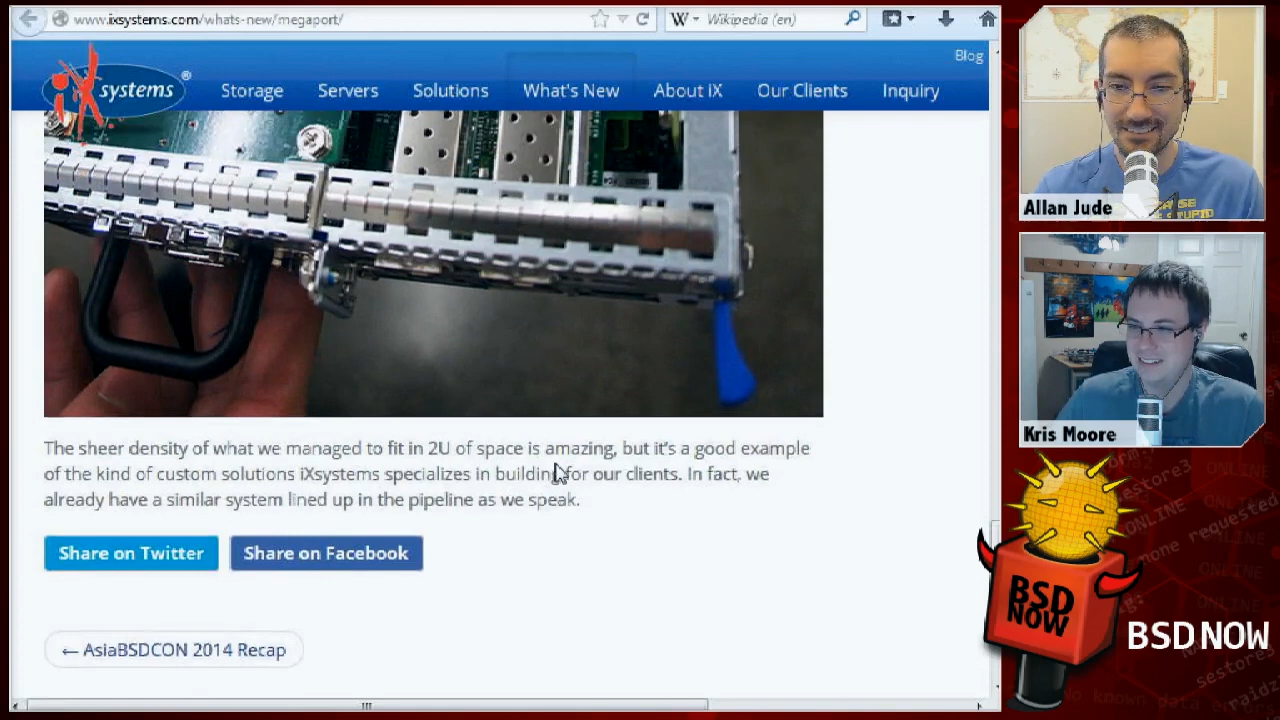 www.ixsystems.com/whats-new/megaport/
Wikipedia (en)
Blog
iX systems ®
Storage Servers Solutions What's New About iX Our Clients Inquiry
The sheer density of what we managed to fit in 2U of space is amazing, but it's a good example
of the kind of custom solutions iXsystems specializes in building for our clients. In fact, we
already have a similar system lined up in the pipeline as we speak.
Share on Twitter Share on Facebook
← AsiaBSDCON 2014 Recap
Allan Jude
Kris Moore
BSD
NOW
BSD NOW